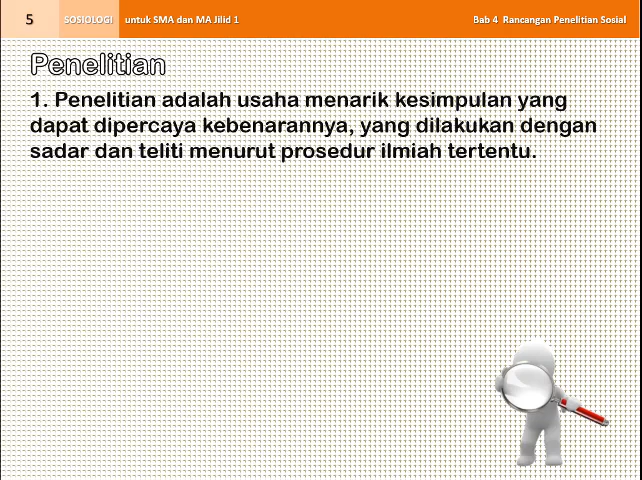 5 SOSIOLOGI untuk SMA dan MA Jilid 1 Bab 4 Rancangan Penelitian Sosial
Penelitian
1. Penelitian adalah usaha menarik kesimpulan yang
dapat dipercaya kebenarannya, yang dilakukan dengan
sadar dan teliti menurut prosedur ilmiah tertentu.